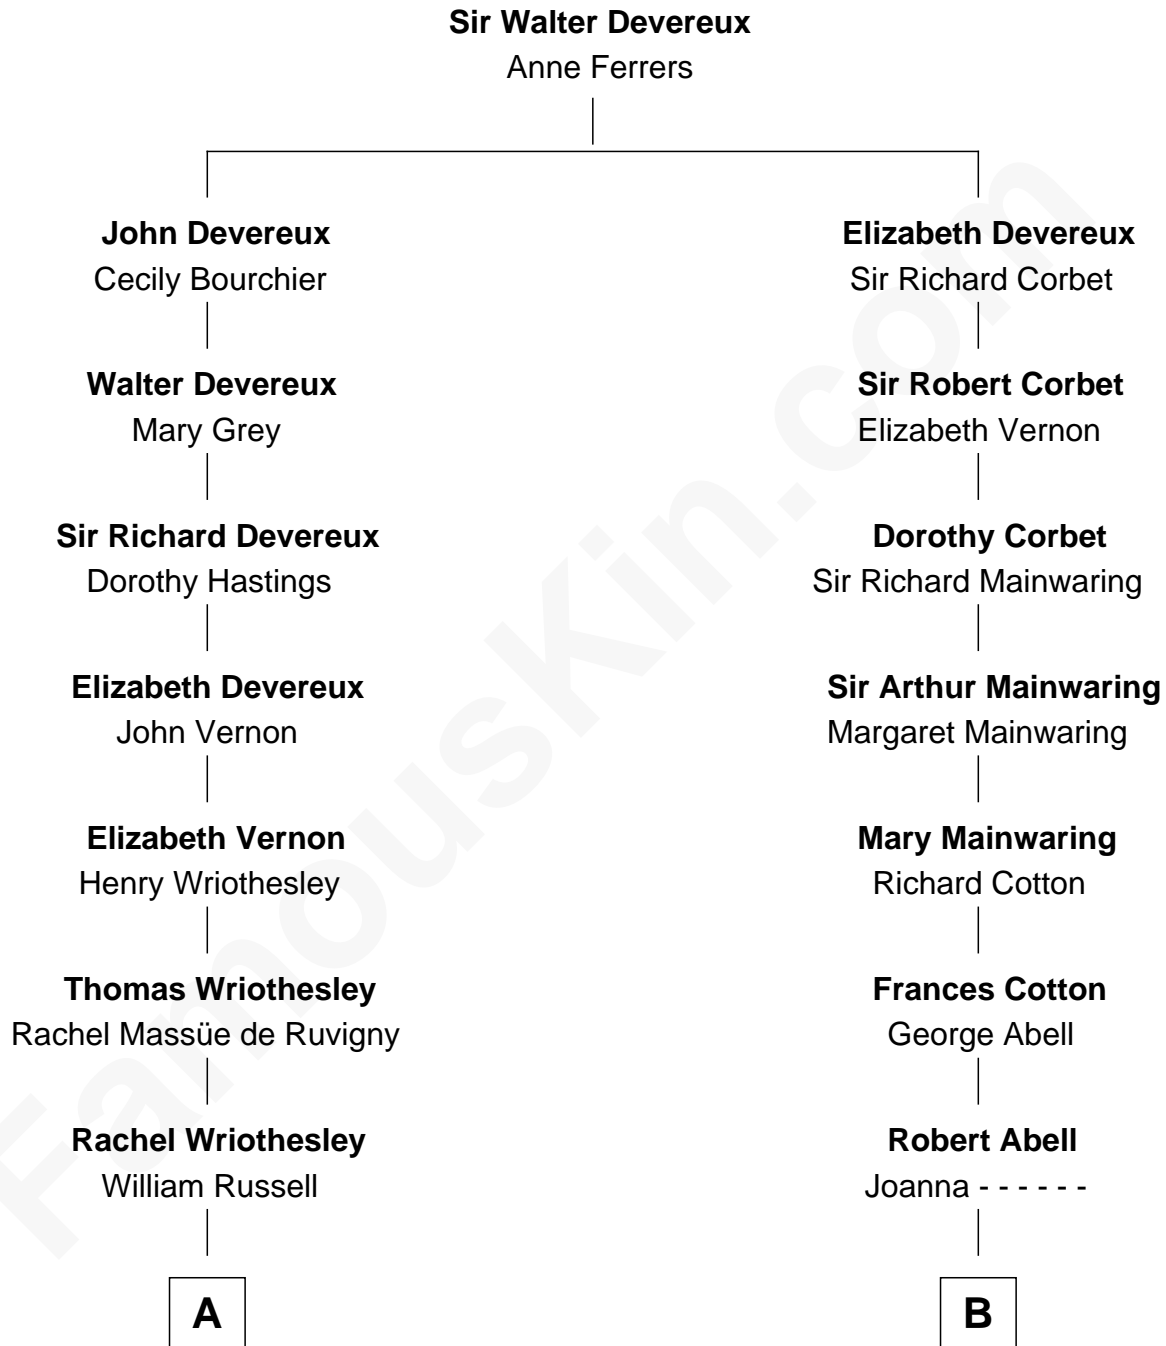 Sir Walter Devereux
Anne Ferrers
John Devereux
Cecily Bourchier
Walter Devereux
Mary Grey
Sir Richard Devereux
Dorothy Hastings
Elizabeth Devereux
John Vernon
Elizabeth Vernon
Henry Wriothesley
Thomas Wriothesley
Rachel Massüe de Ruvigny
Rachel Wriothesley
William Russell
A
Elizabeth Devereux
Sir Richard Corbet
Sir Robert Corbet
Elizabeth Vernon
Dorothy Corbet
Sir Richard Mainwaring
Sir Arthur Mainwaring
Margaret Mainwaring
Mary Mainwaring
Richard Cotton
Frances Cotton
George Abell
Robert Abell
Joanna - - - - - -
B
FamousKin.com